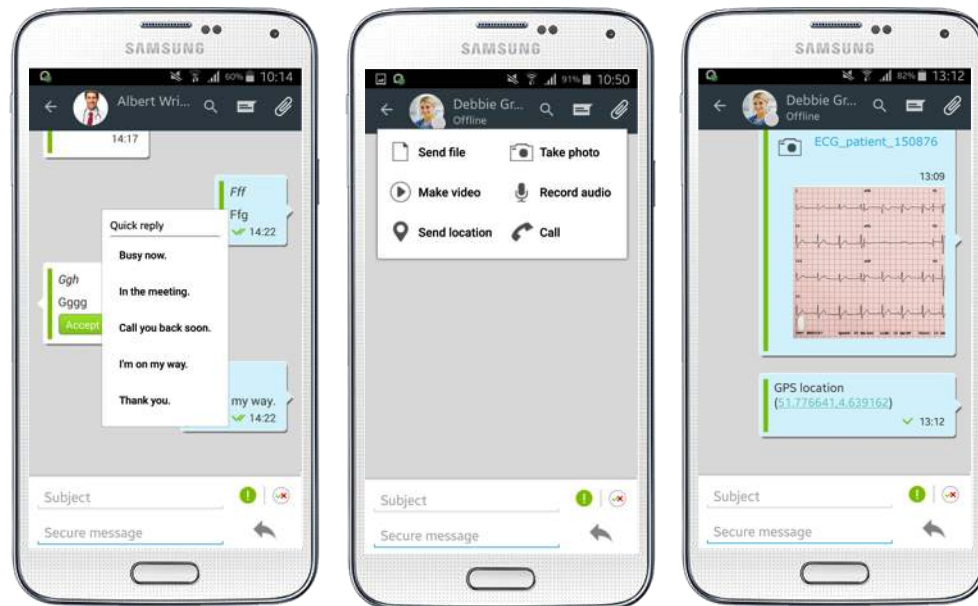 SAMSUNG
60% 10:14
Albert Wri...
14:17
Fff
Ffg
14:22
Quick reply
Busy now.
In the meeting.
Call you back soon.
I'm on my way.
Thank you.
Ggh
Gggg
Accept
my way.
14:22
Subject
Secure message
SAMSUNG
91% 10:50
Debbie Gr...
Offline
Send file
Take photo
Make video
Record audio
Send location
Call
Subject
Secure message
SAMSUNG
82% 13:12
Debbie Gr...
Offline
ECG_patient_150876
13:09
GPS location
(51.776641,4.639162)
13:12
Subject
Secure message